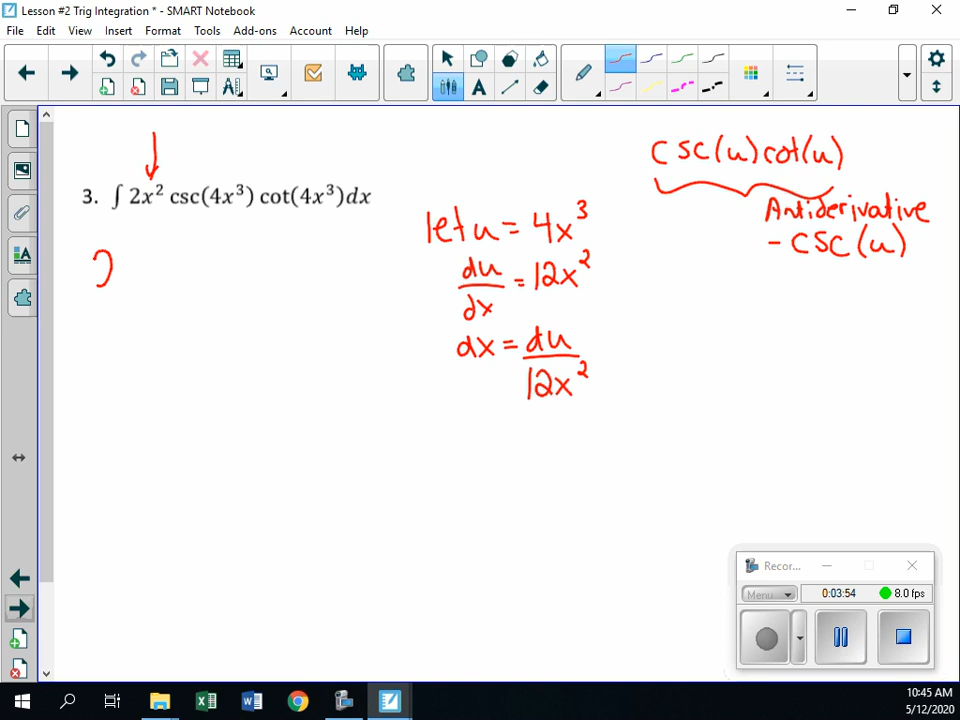 Lesson #2 Trig Integration * - SMART Notebook
File Edit View Insert Format Tools Add-ons Account Help
csc(u)cot(u)
3. ∫ 2x² csc(4x³) cot(4x³)dx
Antiderivative
let u = 4x³
- csc(u)
du/dx = 12x²
2
dx = du/12x²
Recor...
Menu
0:03:54
8.0 fps
10:45 AM
5/12/2020